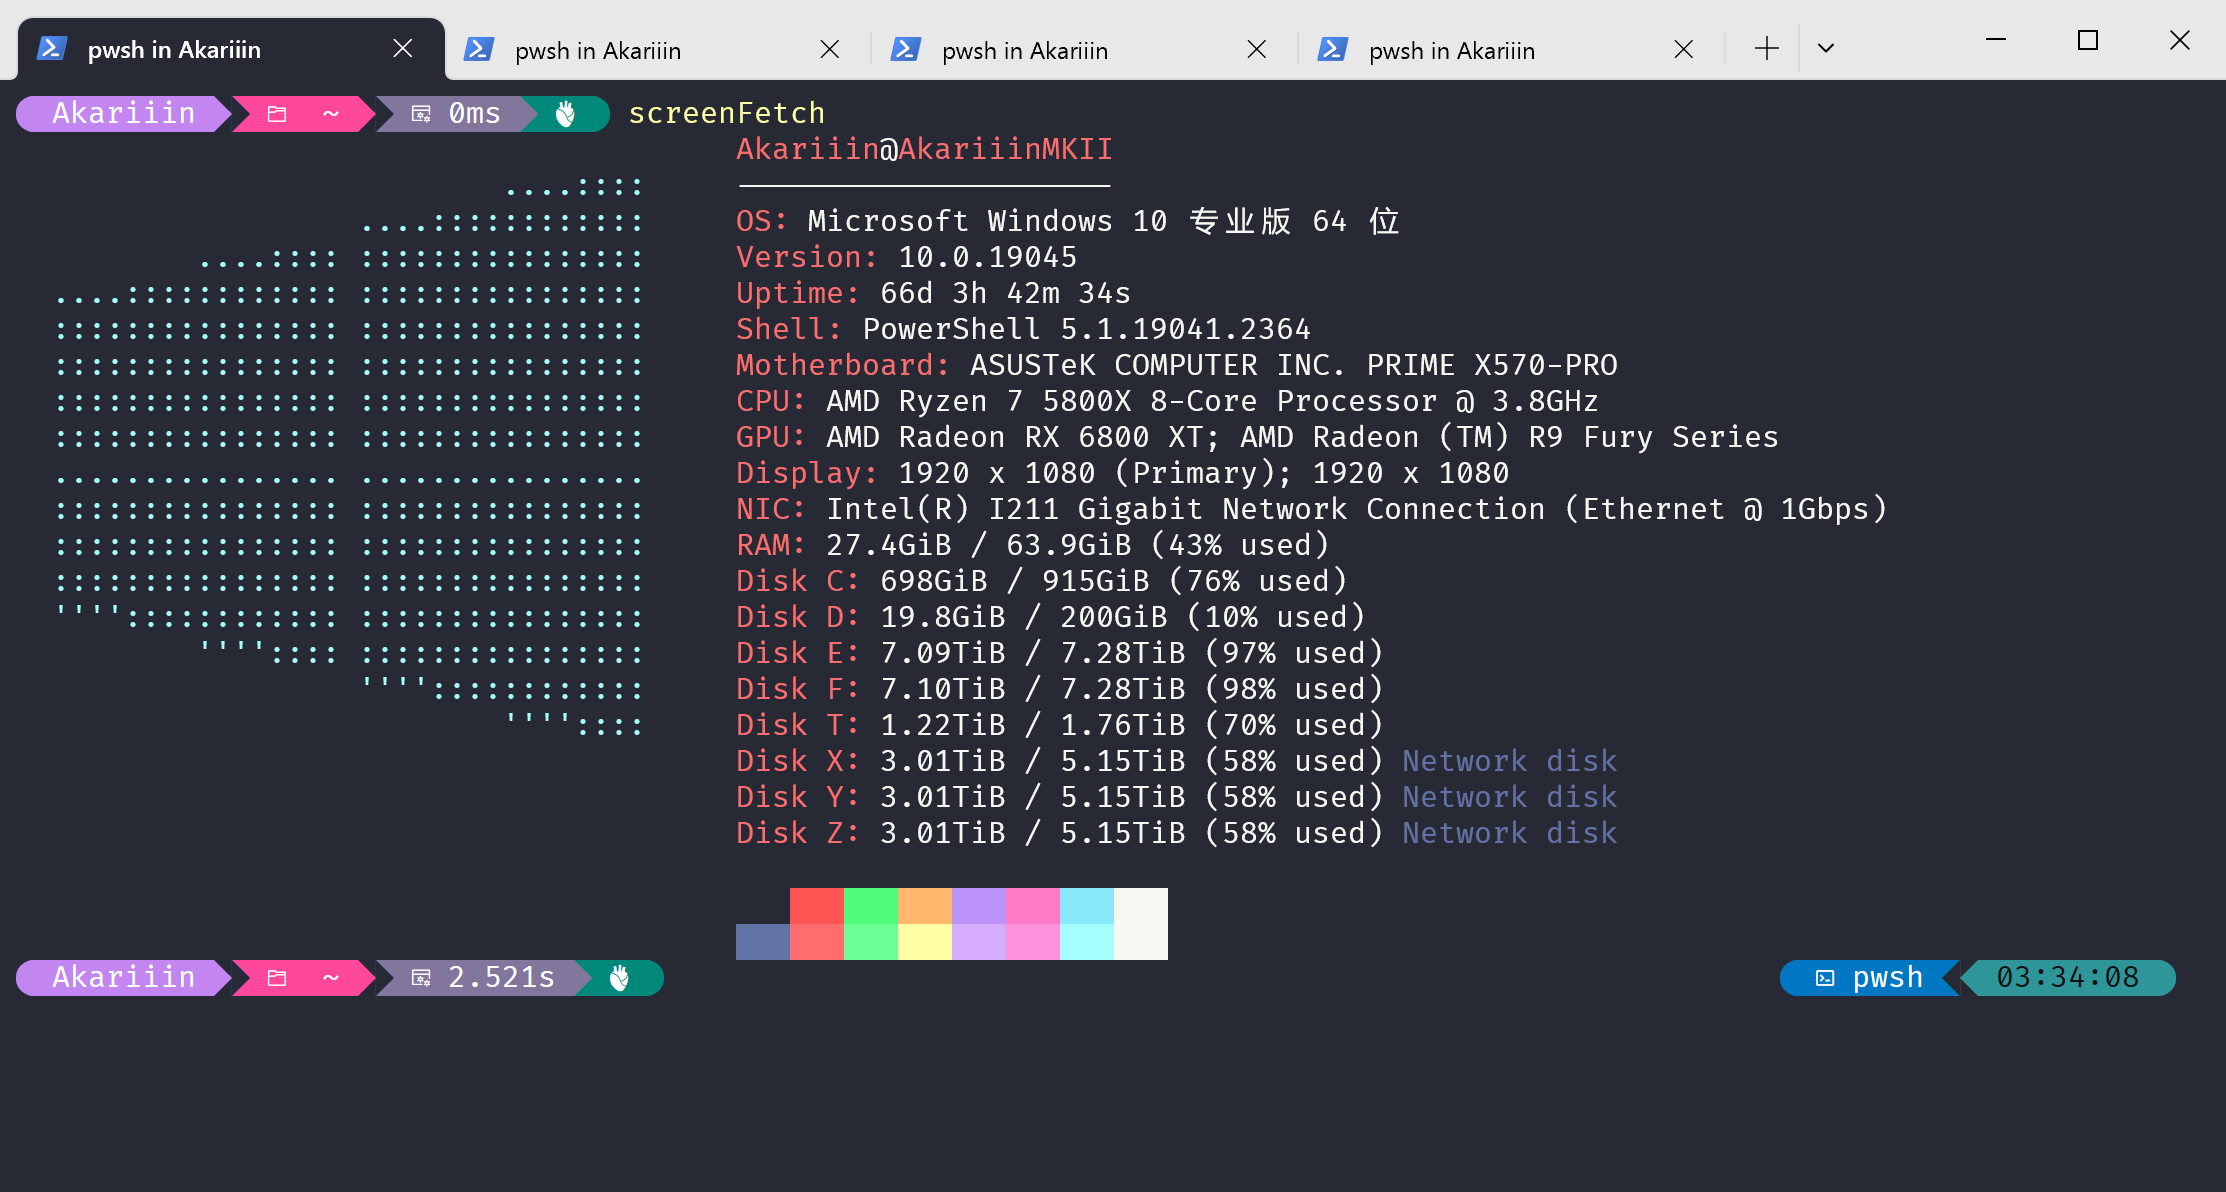 pwsh in Akariiin
pwsh in Akariiin
pwsh in Akariiin
pwsh in Akariiin
Akariiin ~ 0ms screenFetch
Akariiin@AkariiinMKII
OS: Microsoft Windows 10 专业版 64 位
Version: 10.0.19045
Uptime: 66d 3h 42m 34s
Shell: PowerShell 5.1.19041.2364
Motherboard: ASUSTeK COMPUTER INC. PRIME X570-PRO
CPU: AMD Ryzen 7 5800X 8-Core Processor @ 3.8GHz
GPU: AMD Radeon RX 6800 XT; AMD Radeon (TM) R9 Fury Series
Display: 1920 x 1080 (Primary); 1920 x 1080
NIC: Intel(R) I211 Gigabit Network Connection (Ethernet @ 1Gbps)
RAM: 27.4GiB / 63.9GiB (43% used)
Disk C: 698GiB / 915GiB (76% used)
Disk D: 19.8GiB / 200GiB (10% used)
Disk E: 7.09TiB / 7.28TiB (97% used)
Disk F: 7.10TiB / 7.28TiB (98% used)
Disk T: 1.22TiB / 1.76TiB (70% used)
Disk X: 3.01TiB / 5.15TiB (58% used) Network disk
Disk Y: 3.01TiB / 5.15TiB (58% used) Network disk
Disk Z: 3.01TiB / 5.15TiB (58% used) Network disk
Akariiin ~ 2.521s pwsh 03:34:08